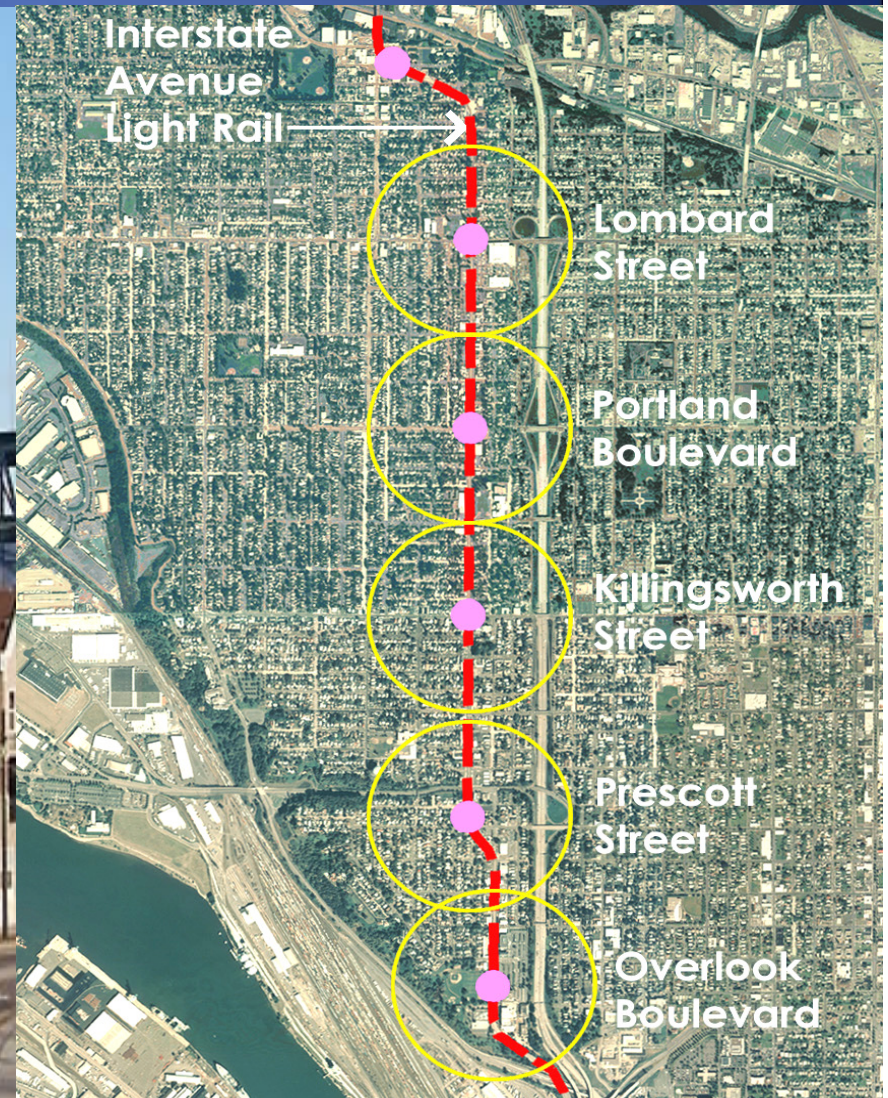 Interstate
Avenue
Light Rail
Lombard
Street
Portland
Boulevard
Killingsworth
Street
Prescott
Street
Overlook
Boulevard